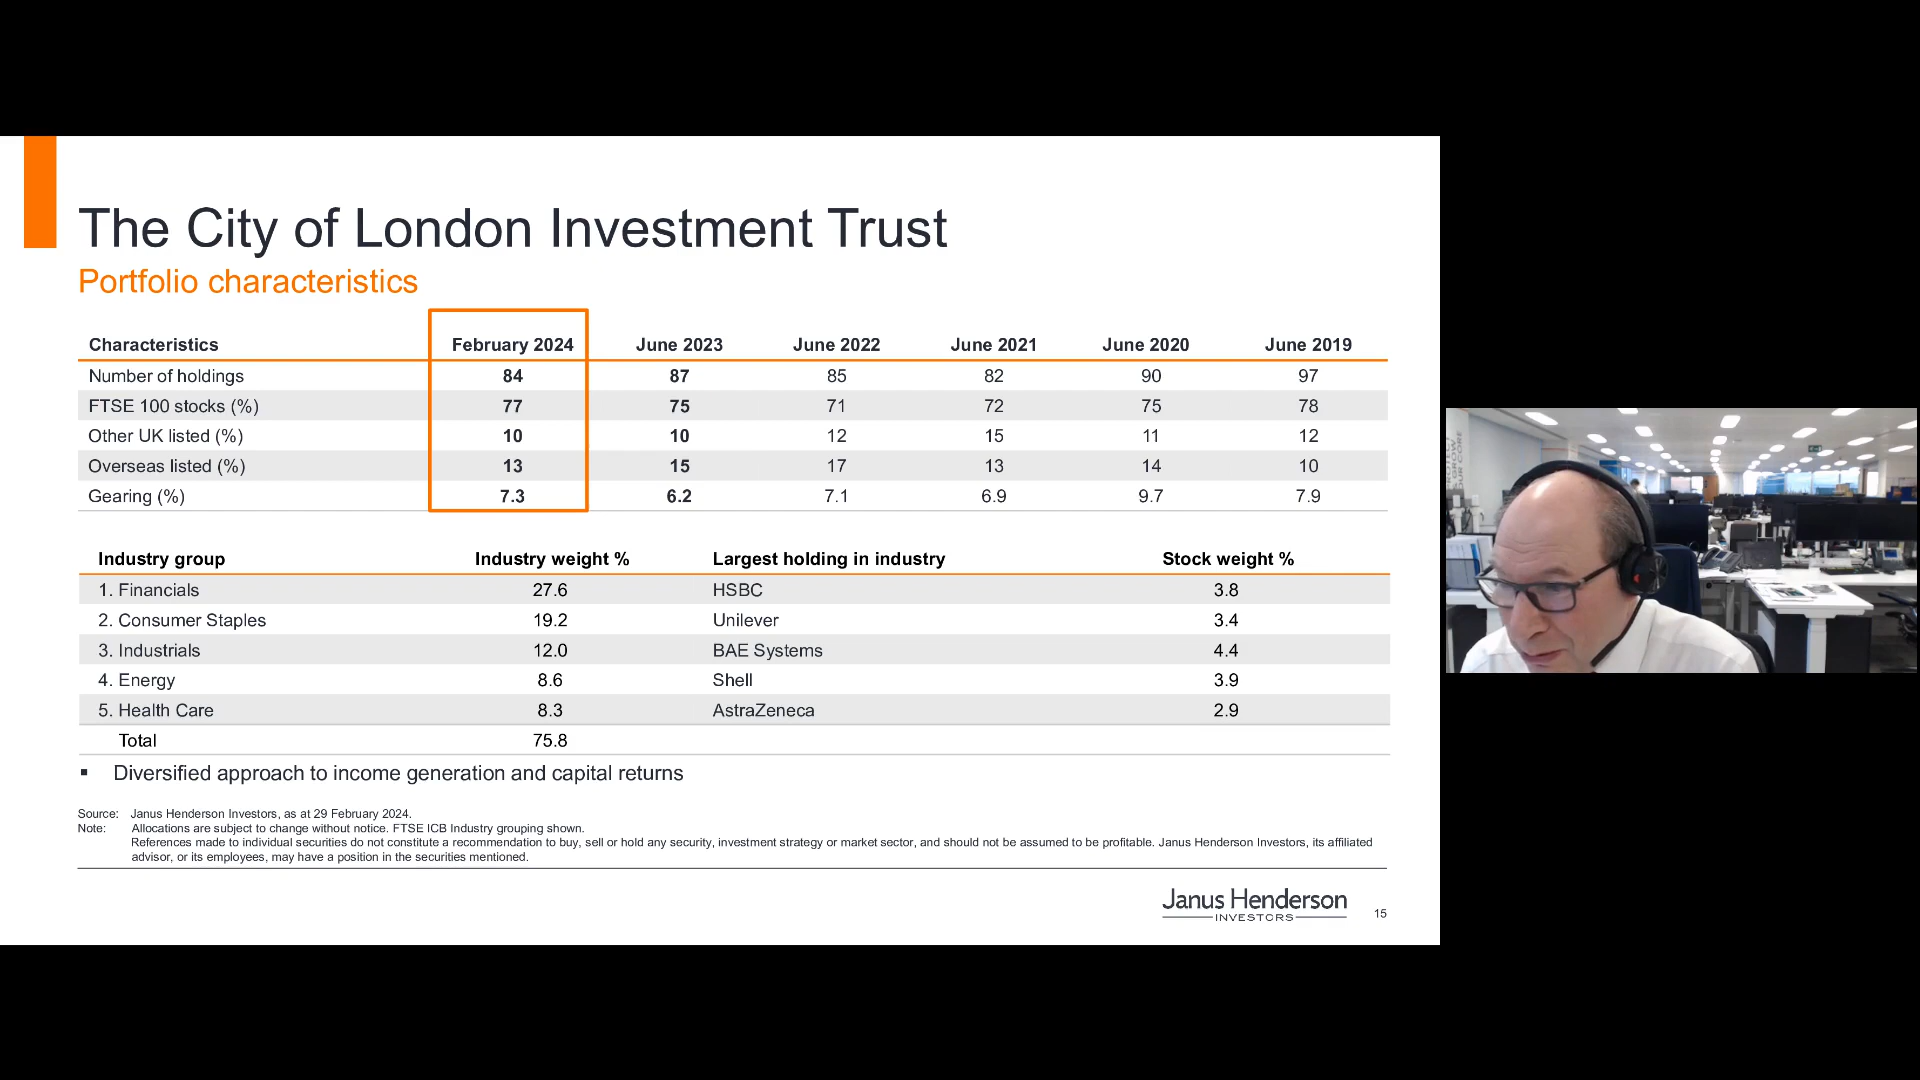 The City of London Investment Trust
Portfolio characteristics
Characteristics February 2024 June 2023 June 2022 June 2021 June 2020 June 2019
Number of holdings 84 87 85 82 90 97
FTSE 100 stocks (%) 77 75 71 72 75 78
Other UK listed (%) 10 10 12 15 11 12
Overseas listed (%) 13 15 17 13 14 10
Gearing (%) 7.3 6.2 7.1 6.9 9.7 7.9
Industry group Industry weight % Largest holding in industry Stock weight %
1. Financials 27.6 HSBC 3.8
2. Consumer Staples 19.2 Unilever 3.4
3. Industrials 12.0 BAE Systems 4.4
4. Energy 8.6 Shell 3.9
5. Health Care 8.3 AstraZeneca 2.9
Total 75.8
▪ Diversified approach to income generation and capital returns
Source: Janus Henderson Investors, as at 29 February 2024.
Note: Allocations are subject to change without notice. FTSE ICB Industry grouping shown.
References made to individual securities do not constitute a recommendation to buy, sell or hold any security, investment strategy or market sector, and should not be assumed to be profitable. Janus Henderson Investors, its affiliated
advisor, or its employees, may have a position in the securities mentioned.
Janus Henderson
INVESTORS
15